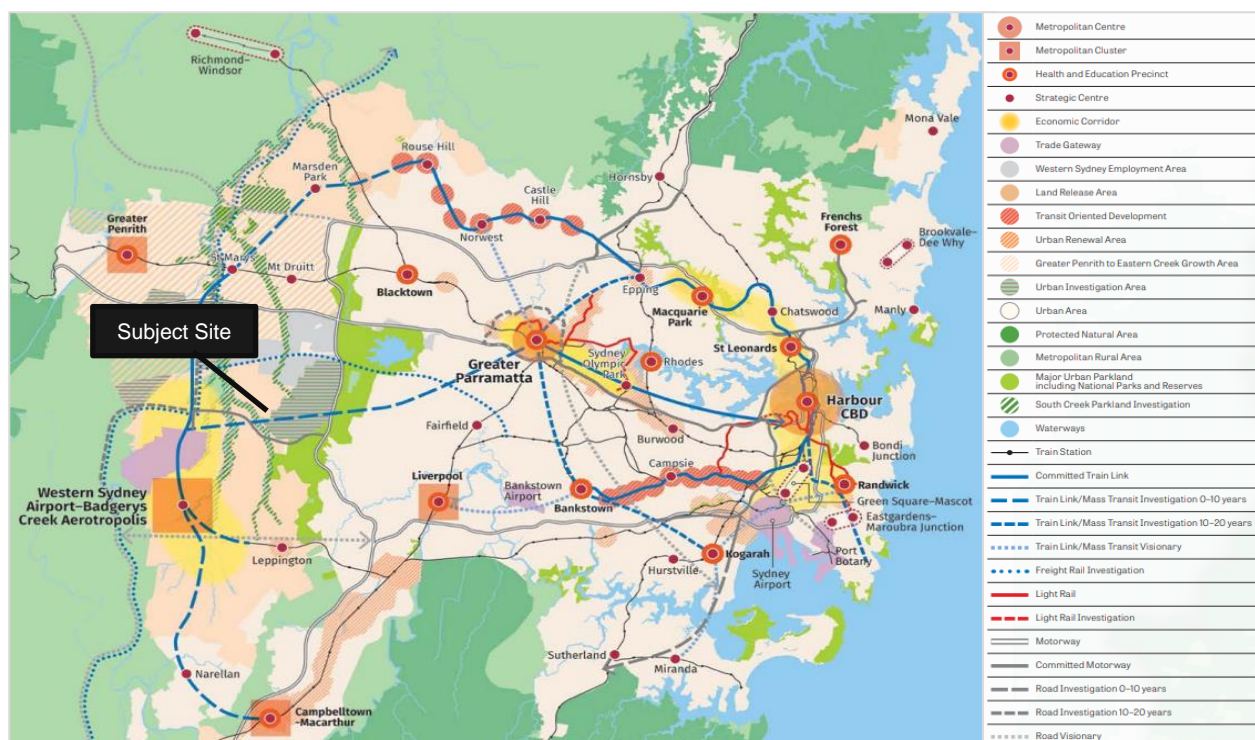 Richmond-
Windsor
Mona Vale
Rouse Hill
Marsden
Park
Hornsby
Castle
Hill
Greater
Penrith
Frenchs
Forest
Norwest
Brookvale-
Dee Why
St Marys
Mt Druitt
Blacktown
Epping
Macquarie
Park
Chatswood
Manly
Subject Site
St Leonards
Greater
Parramatta
Sydney
Olympic
Park
Rhodes
Harbour
CBD
Fairfield
Burwood
Bondi
Junction
Liverpool
Campsie
Bankstown
Airport
Randwick
Western Sydney
Airport-Badgerys
Creek Aerotropolis
Bankstown
Green Square-Mascot
Eastgardens-
Maroubra Junction
Leppington
Kogarah
Port
Botany
Hurstville
Sydney
Airport
Sutherland
Miranda
Narellan
Campbelltown
-Macarthur
Metropolitan Centre
Metropolitan Cluster
Health and Education Precinct
Strategic Centre
Economic Corridor
Trade Gateway
Western Sydney Employment Area
Land Release Area
Transit Oriented Development
Urban Renewal Area
Greater Penrith to Eastern Creek Growth Area
Urban Investigation Area
Urban Area
Protected Natural Area
Metropolitan Rural Area
Major Urban Parkland
including National Parks and Reserves
South Creek Parkland Investigation
Waterways
Train Station
Committed Train Link
Train Link/Mass Transit Investigation 0–10 years
Train Link/Mass Transit Investigation 10–20 years
Train Link/Mass Transit Visionary
Freight Rail Investigation
Light Rail
Light Rail Investigation
Motorway
Committed Motorway
Road Investigation 0–10 years
Road Investigation 10–20 years
Road Visionary